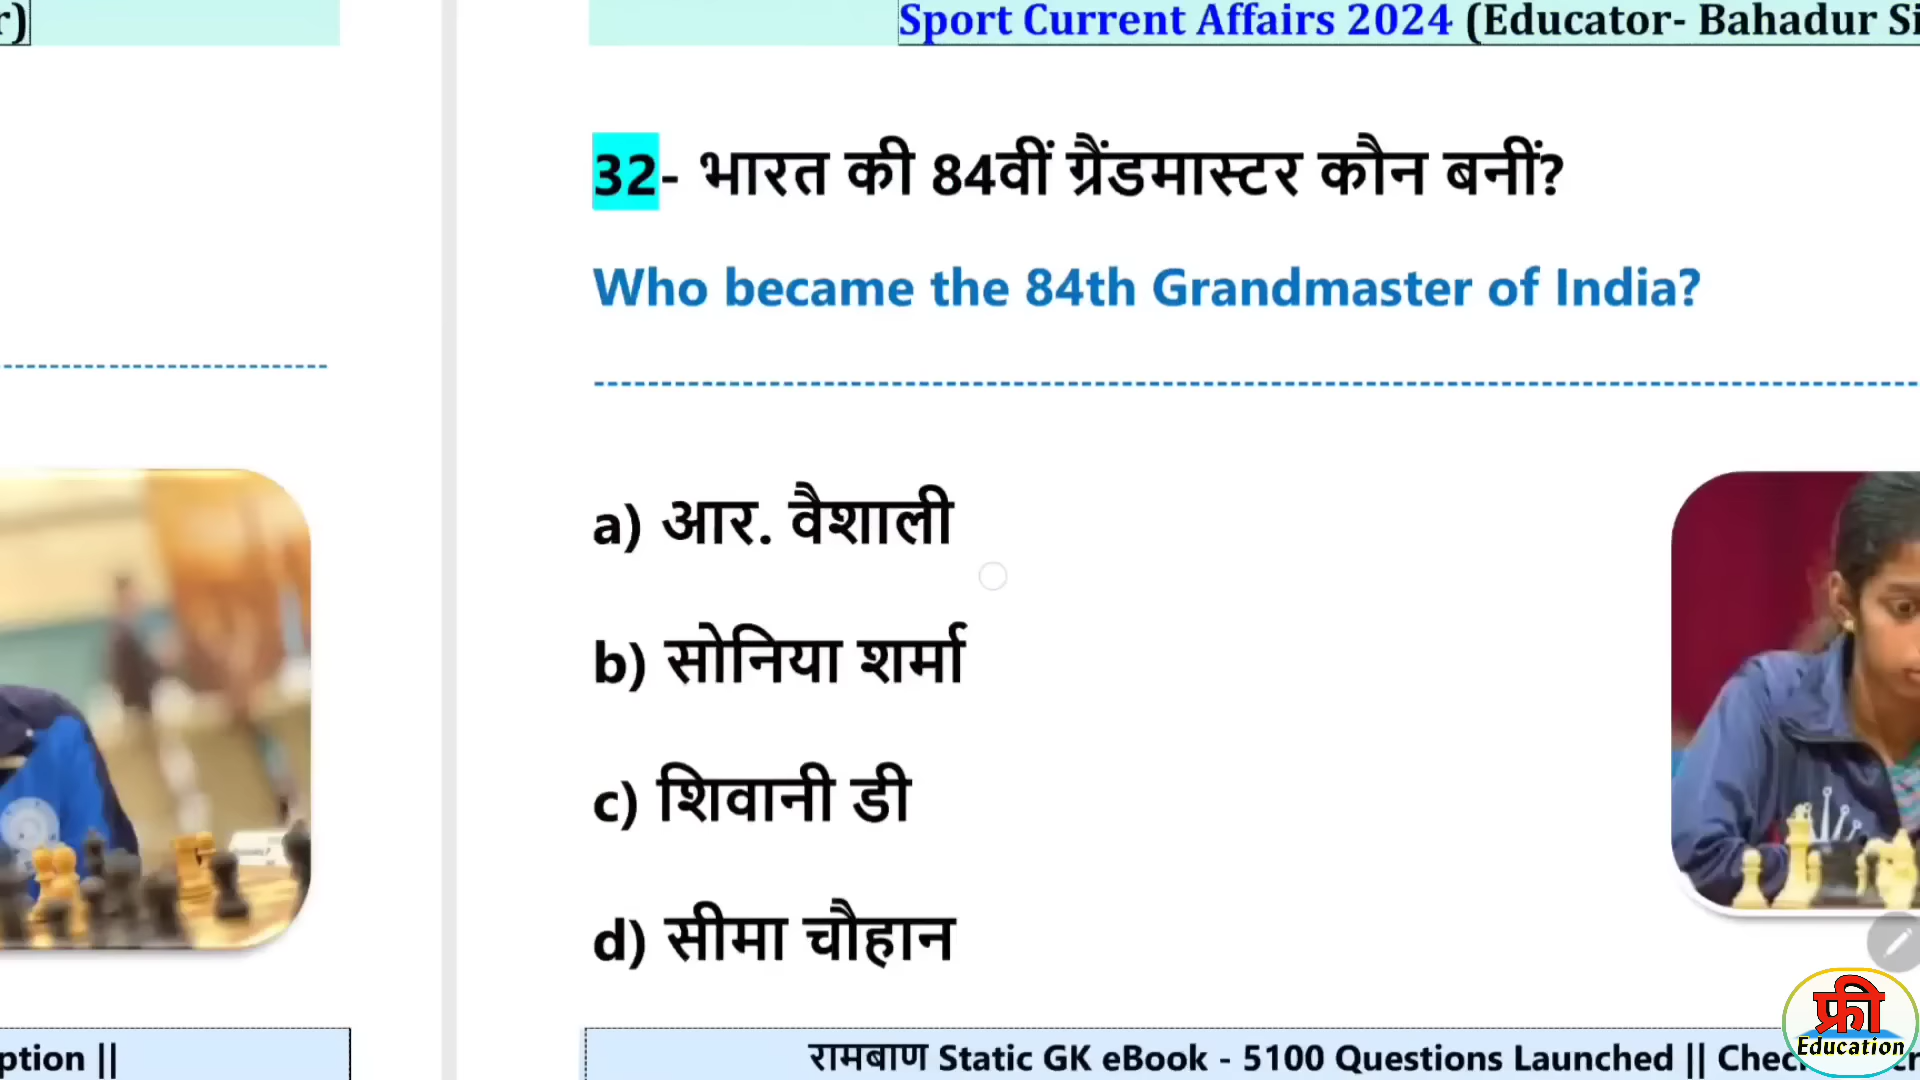 r)
Sport Current Affairs 2024 (Educator- Bahadur Si
32- भारत की 84वीं ग्रैंडमास्टर कौन बनीं?
Who became the 84th Grandmaster of India?
a) आर. वैशाली
b) सोनिया शर्मा
c) शिवानी डी
d) सीमा चौहान
ption ||
रामबाण Static GK eBook - 5100 Questions Launched || Chec
फ्री
Education